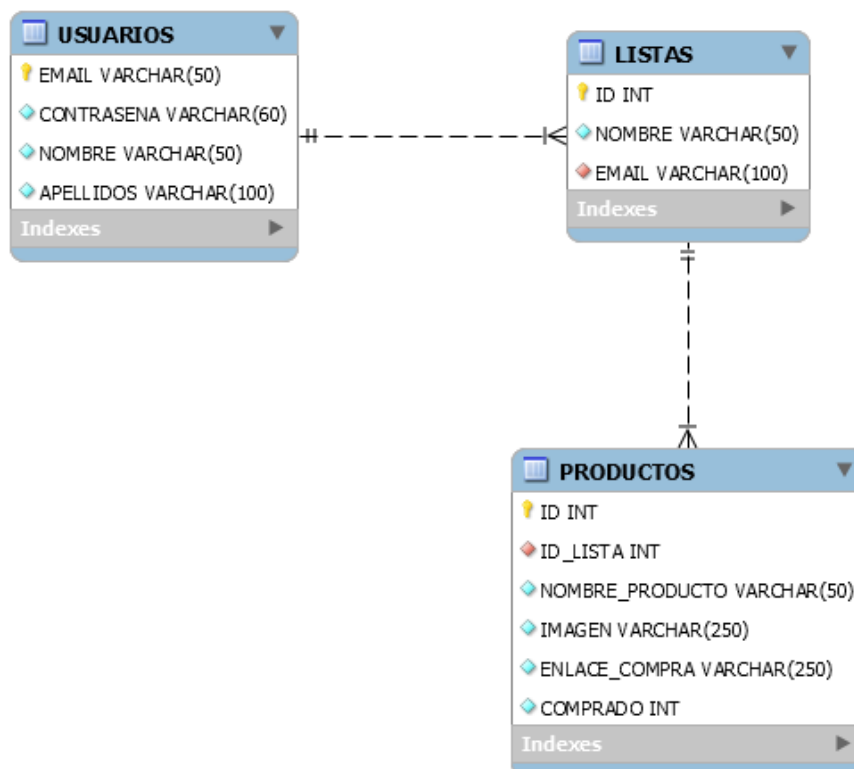 USUARIOS
EMAIL VARCHAR(50)
CONTRASENA VARCHAR(60)
NOMBRE VARCHAR(50)
APELLIDOS VARCHAR(100)
Indexes
LISTAS
ID INT
NOMBRE VARCHAR(50)
EMAIL VARCHAR(100)
Indexes
PRODUCTOS
ID INT
ID_LISTA INT
NOMBRE_PRODUCTO VARCHAR(50)
IMAGEN VARCHAR(250)
ENLACE_COMPRA VARCHAR(250)
COMPRADO INT
Indexes